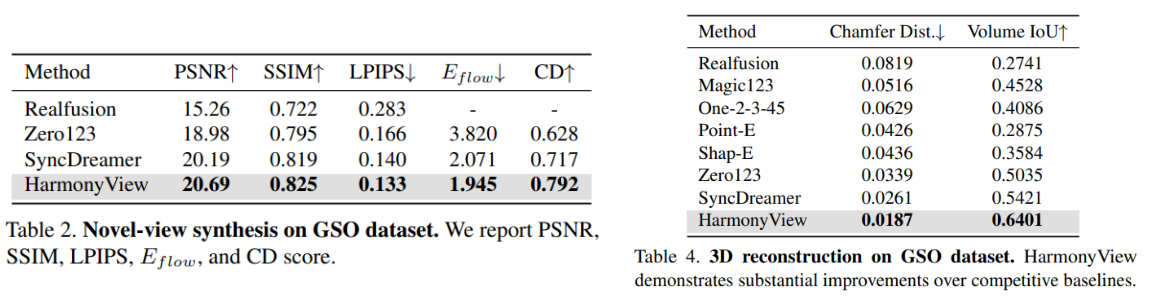 Method PSNR↑ SSIM↑ LPIPS↓ E_flow↓ CD↑
Realfusion 15.26 0.722 0.283 - -
Zero123 18.98 0.795 0.166 3.820 0.628
SyncDreamer 20.19 0.819 0.140 2.071 0.717
HarmonyView 20.69 0.825 0.133 1.945 0.792
Table 2. Novel-view synthesis on GSO dataset. We report PSNR,
SSIM, LPIPS, E_flow, and CD score.
Method Chamfer Dist.↓ Volume IoU↑
Realfusion 0.0819 0.2741
Magic123 0.0516 0.4528
One-2-3-45 0.0629 0.4086
Point-E 0.0426 0.2875
Shap-E 0.0436 0.3584
Zero123 0.0339 0.5035
SyncDreamer 0.0261 0.5421
HarmonyView 0.0187 0.6401
Table 4. 3D reconstruction on GSO dataset. HarmonyView
demonstrates substantial improvements over competitive baselines.